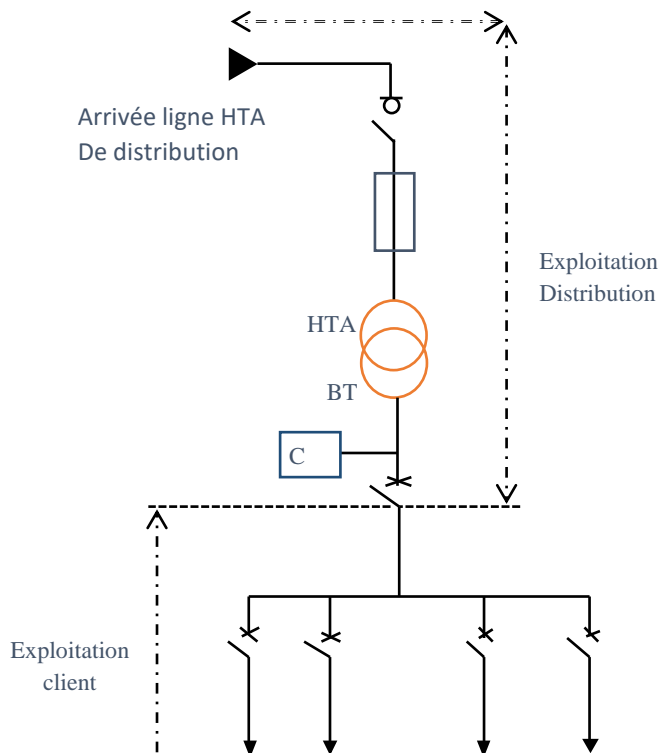 Arrivée ligne HTA
De distribution
Exploitation
Distribution
HTA
BT
C
Exploitation
client